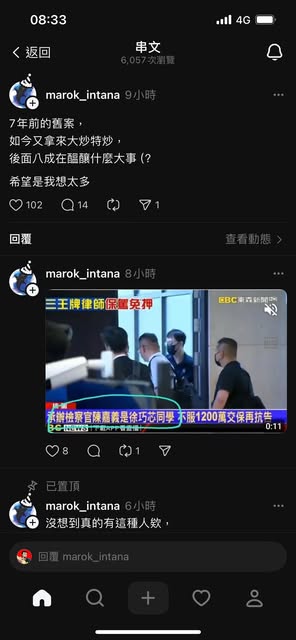 08:33
4G
返回
串文
6,057次瀏覽
marok_intana 9小時
7年前的舊案,
如今又拿來大炒特炒,
後面八成在醞釀什麼大事 (?
希望是我想太多
102 14 1
回覆
查看動態
marok_intana 8小時
三王牌律師保駕免押
EBC 東森新聞
承辦檢察官陳嘉義是徐巧芯同學 不服1200萬交保再抗告
NEWS
0:11
8 1
已置頂
marok_intana 6小時
沒想到真的有這種人欸,
回覆 marok_intana